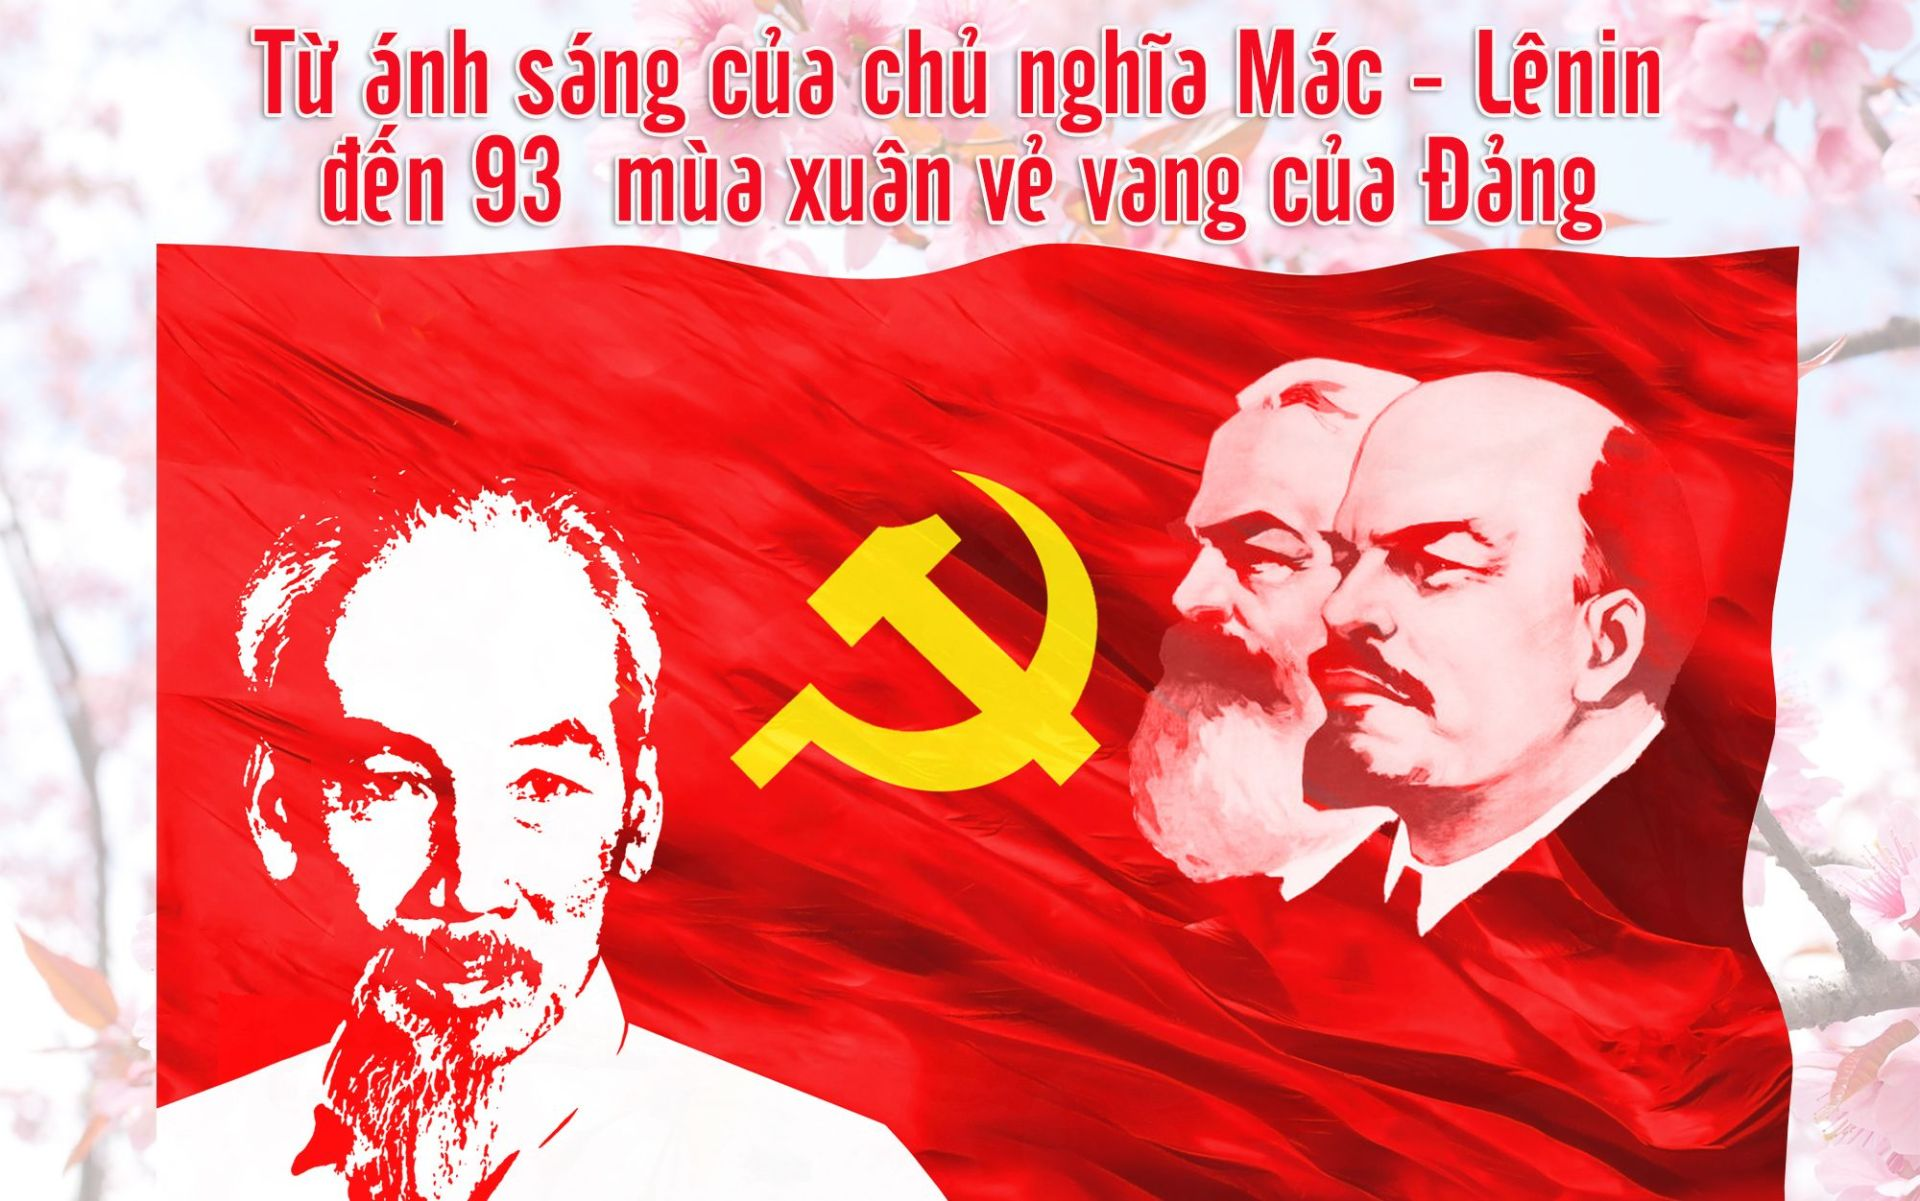 Từ ánh sáng của chủ nghĩa Mác - Lênin
đến 93 mùa xuân vẻ vang của Đảng